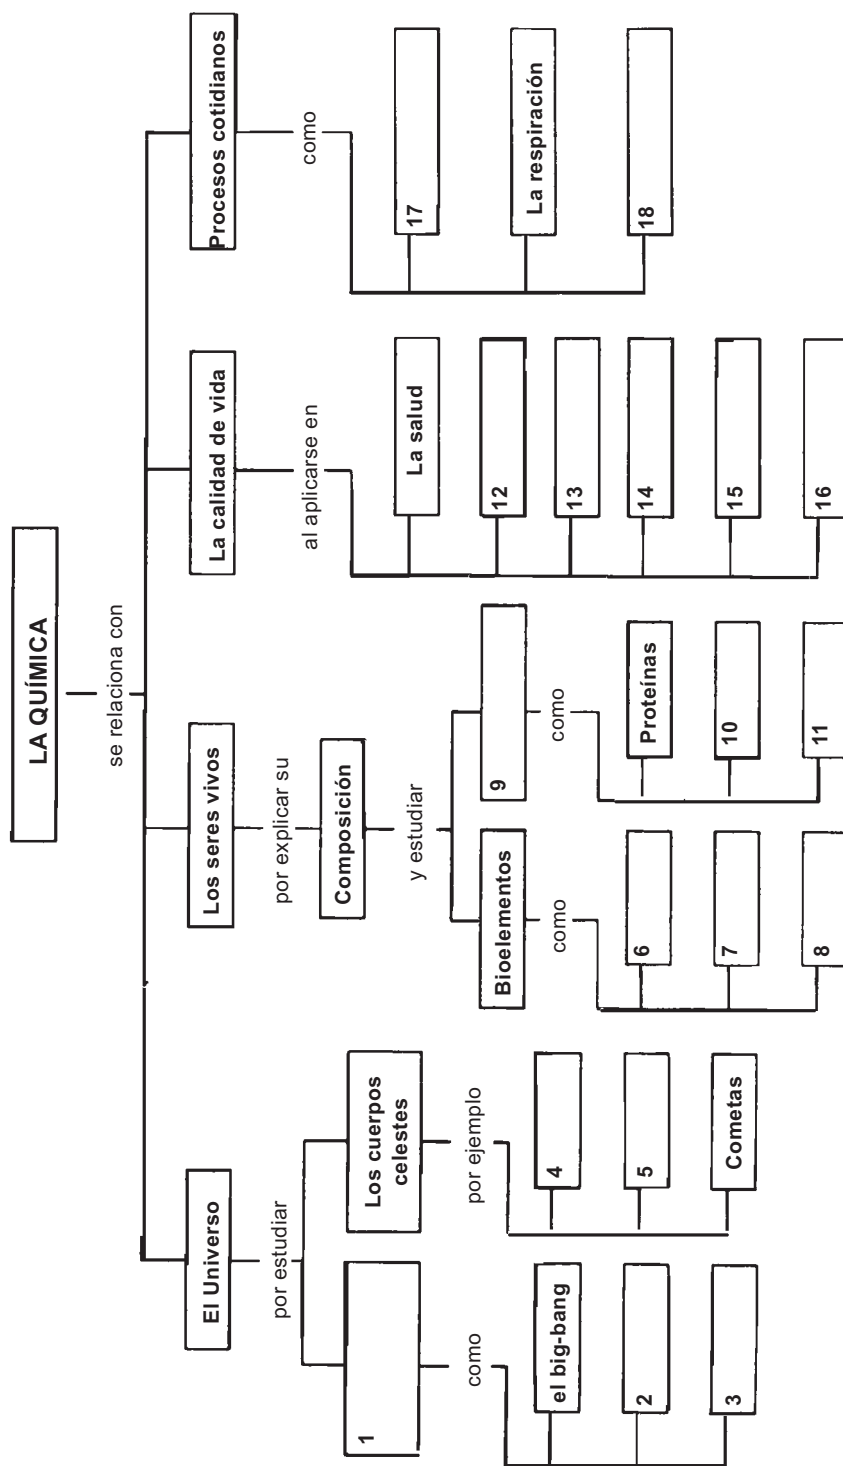 LA QUÍMICA
se relaciona con
El Universo
por estudiar
1
como
el big-bang
2
3
Los cuerpos
celestes
por ejemplo
4
5
Cometas
Los seres vivos
por explicar su
Composición
y estudiar
Bioelementos
como
6
7
8
9
como
Proteínas
10
11
La calidad de vida
al aplicarse en
La salud
12
13
14
15
16
Procesos cotidianos
como
17
La respiración
18